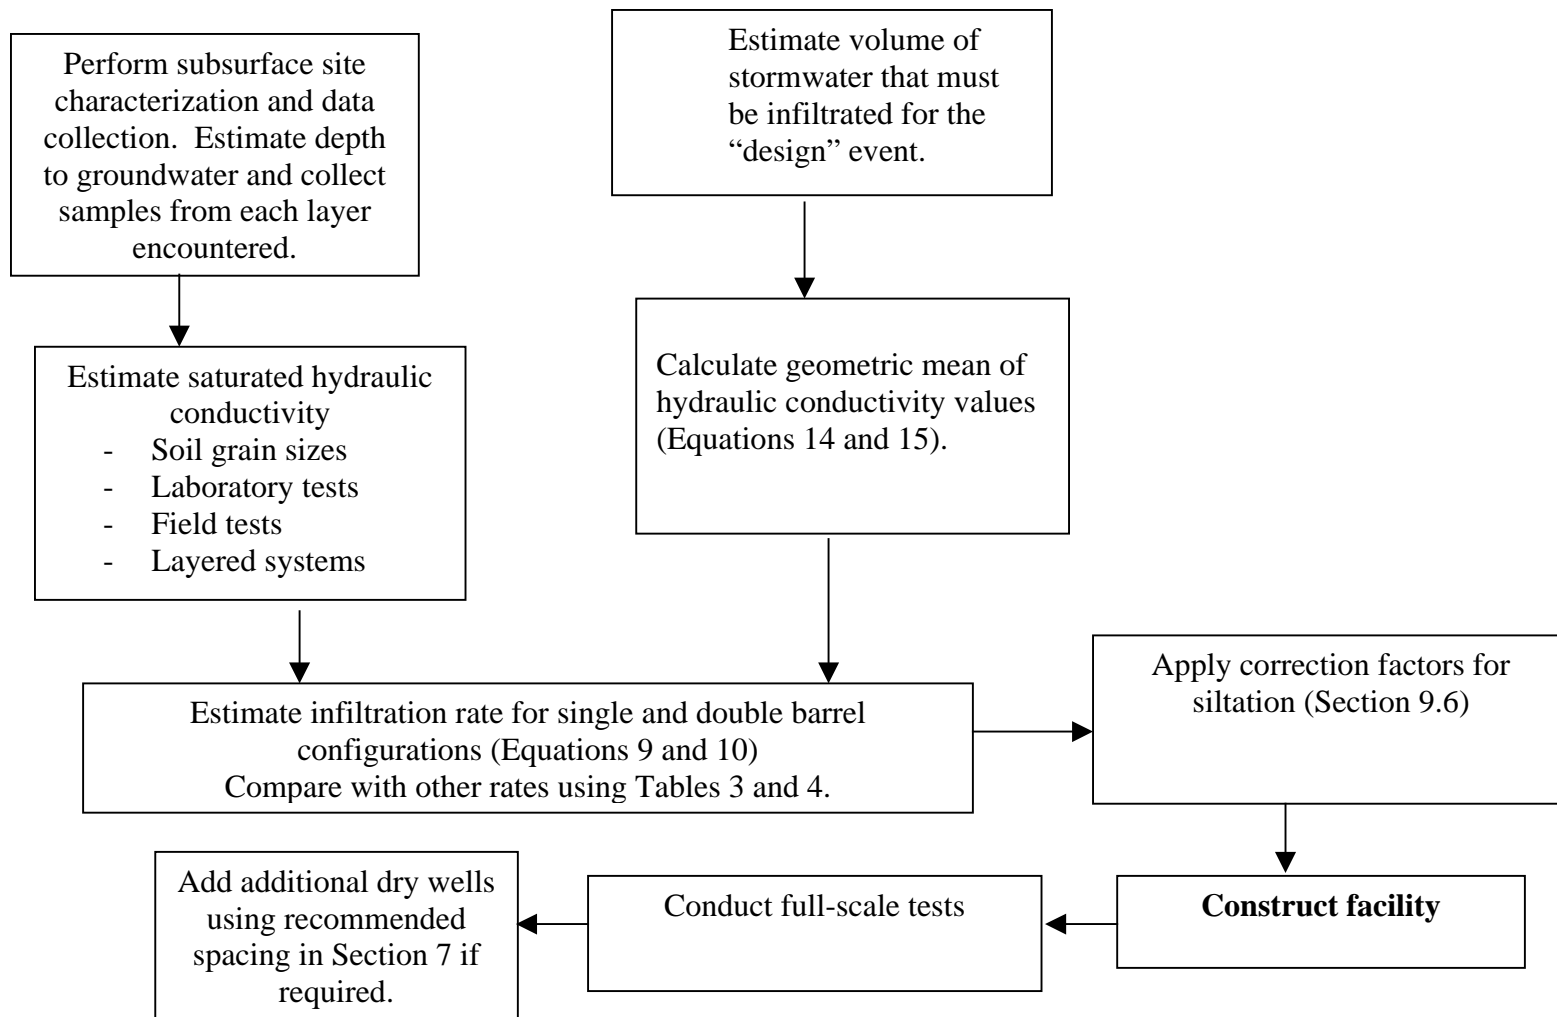 Perform subsurface site
characterization and data
collection.  Estimate depth
to groundwater and collect
samples from each layer
encountered.
Estimate volume of
stormwater that must
be infiltrated for the
“design” event.
Estimate saturated hydraulic
conductivity
- Soil grain sizes
- Laboratory tests
- Field tests
- Layered systems
Calculate geometric mean of
hydraulic conductivity values
(Equations 14 and 15).
Estimate infiltration rate for single and double barrel
configurations (Equations 9 and 10)
Compare with other rates using Tables 3 and 4.
Apply correction factors for
siltation (Section 9.6)
Construct facility
Conduct full-scale tests
Add additional dry wells
using recommended
spacing in Section 7 if
required.